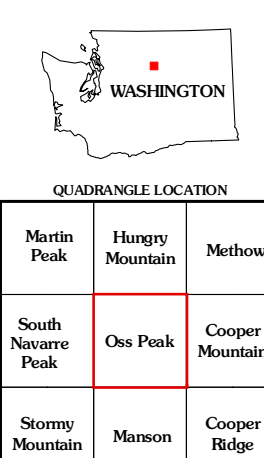 WASHINGTON
QUADRANGLE LOCATION
Martin
Peak
Hungry
Mountain
Methow
South
Navarre
Peak
Oss Peak
Cooper
Mountain
Stormy
Mountain
Manson
Cooper
Ridge